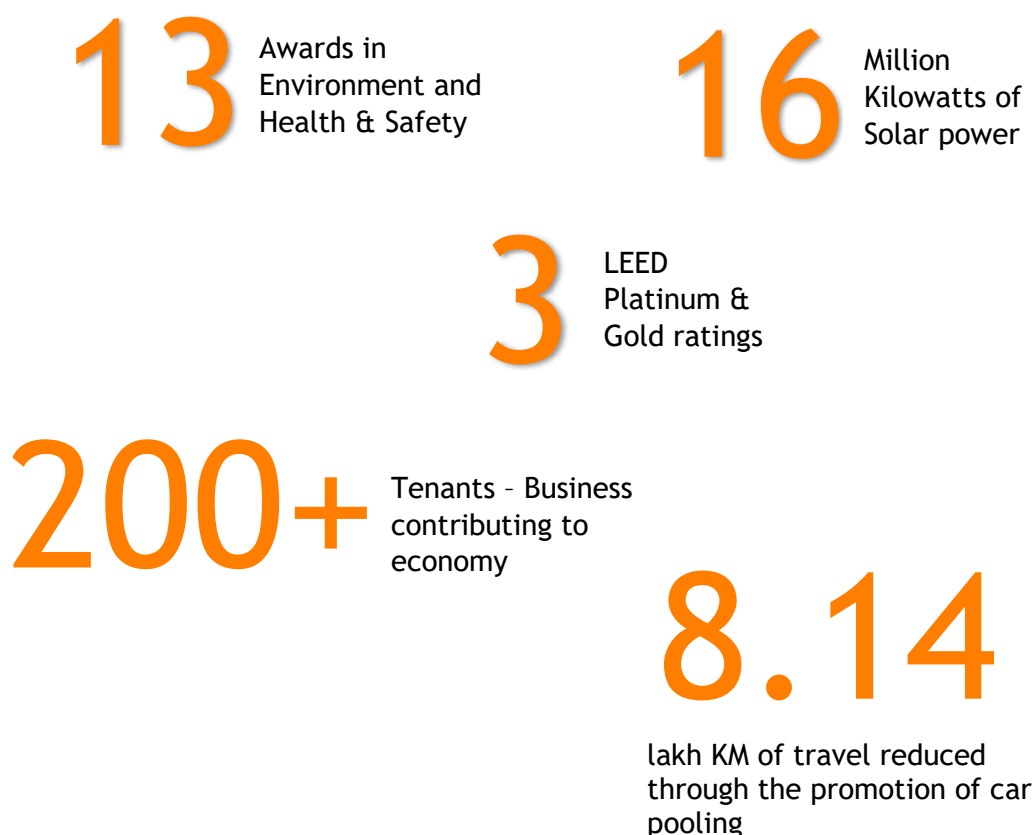 13
Awards in
Environment and
Health & Safety
16
Million
Kilowatts of
Solar power
3
LEED
Platinum &
Gold ratings
200+
Tenants – Business
contributing to
economy
8.14
lakh KM of travel reduced
through the promotion of car
pooling